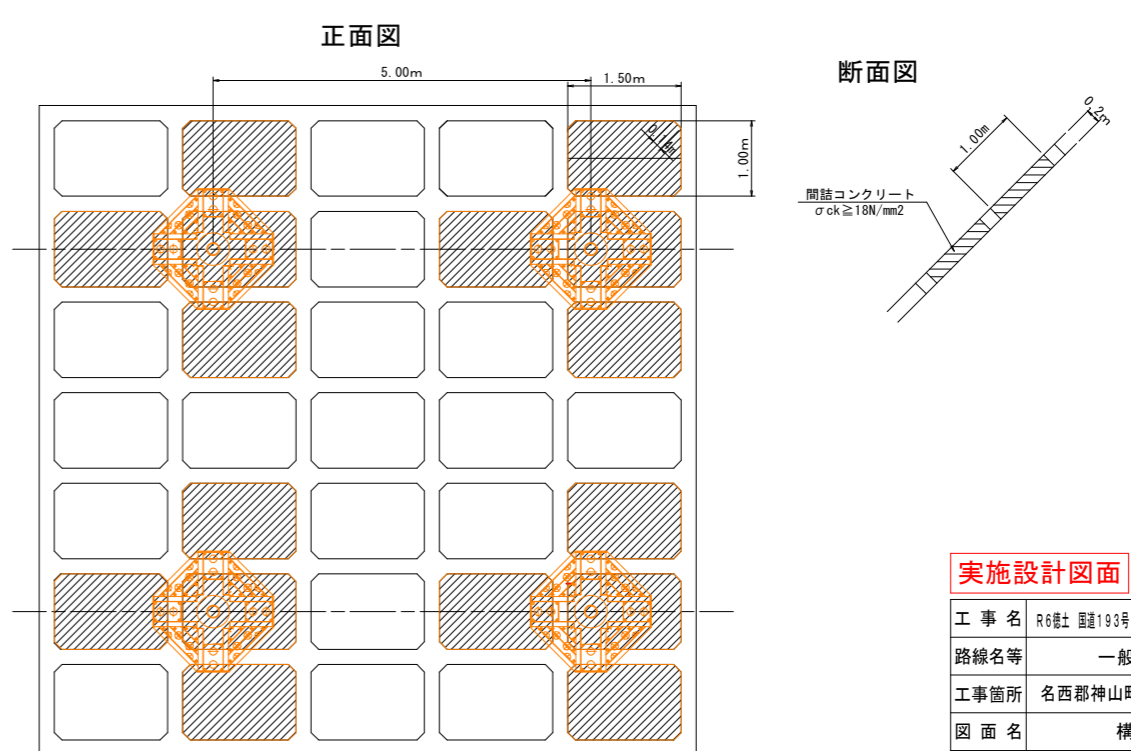 正面図
5.00m
1.50m
0.14m
1.00m
断面図
0.2m
1.00m
間詰コンクリート
σck≧18N/mm2
実施設計図面
工 事 名 R6徳土 国道193号
路線名等 一般
工事箇所 名西郡神山町
図 面 名 構